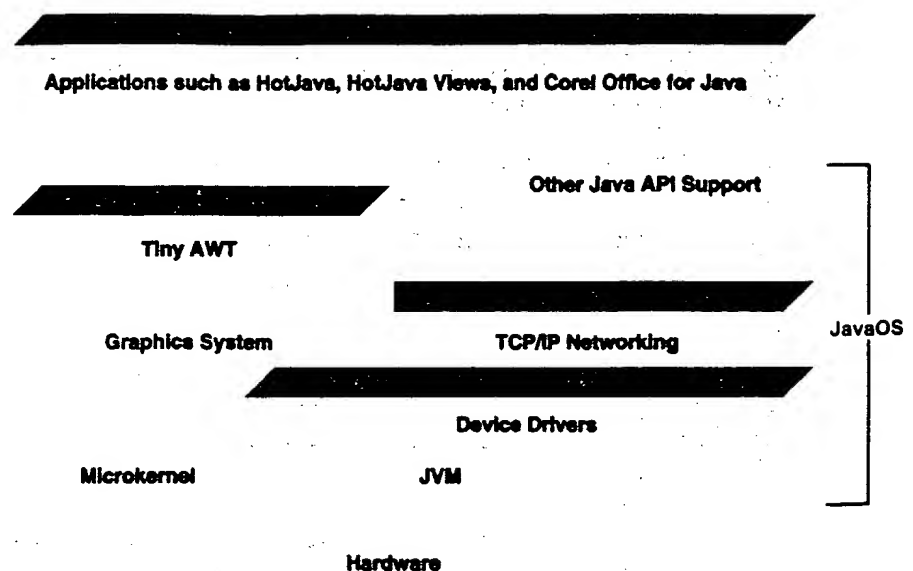 Applications such as HotJava, HotJava Views, and Corel Office for Java
Other Java API Support
Tiny AWT
Graphics System
TCP/IP Networking
JavaOS
Device Drivers
Microkernel
JVM
Hardware